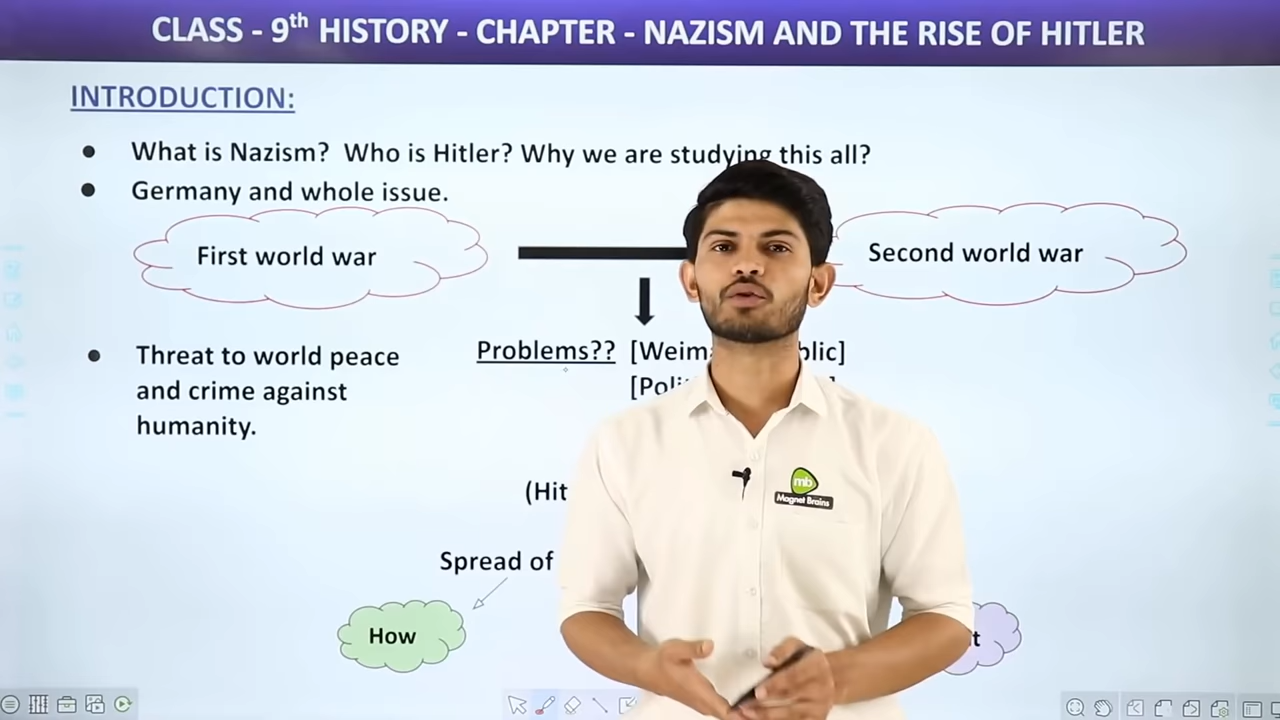 CLASS - 9th HISTORY - CHAPTER - NAZISM AND THE RISE OF HITLER
INTRODUCTION:
What is Nazism? Who is Hitler? Why we are studying this all?
Germany and whole issue.
First world war
Second world war
Threat to world peace
and crime against
humanity.
Problems??
Spread of
How
mb
Magnet Brains